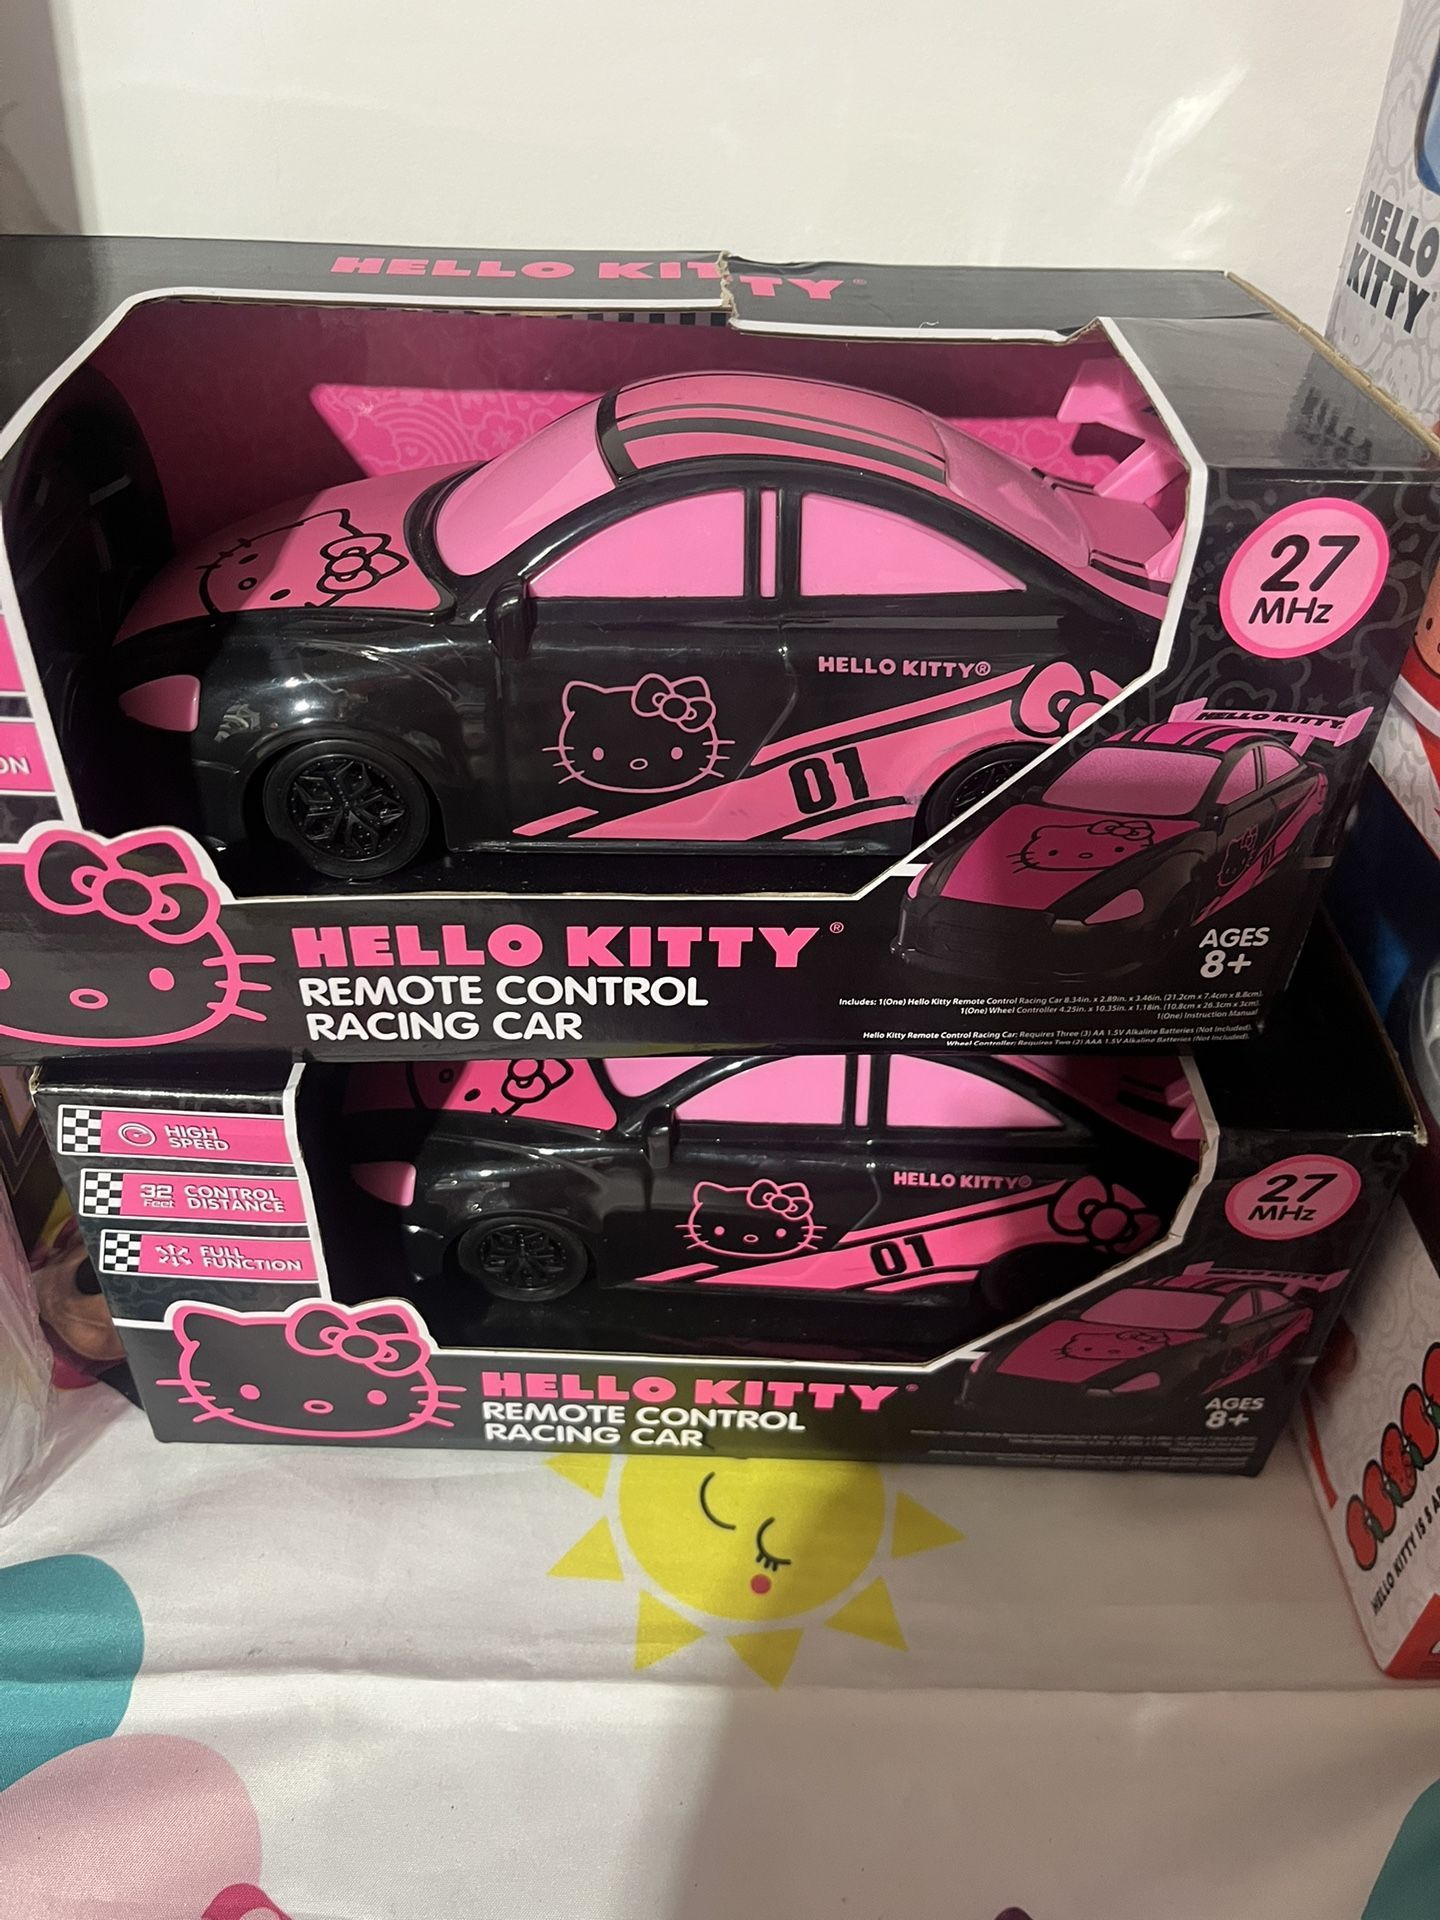 HELLO KITTY®
HELLO
KITTY
27
MHz
HELLO KITTY®
01
HELLO KITTY
ON
AGES
8+
HELLO KITTY®
REMOTE CONTROL
RACING CAR
Includes: 1(One) Hello Kitty Remote Control Racing Car 8.34in. x 2.89in. x 3.46in. (21.2cm x 7.4cm x 8.8cm).
1(One) Wheel Controller 4.25in. x 10.35in. x 1.18in. (10.8cm x 26.3cm x 3cm).
1(One) Instruction Manual
Hello Kitty Remote Control Racing Car: Requires Three (3) AA 1.5V Alkaline Batteries (Not Included).
Wheel Controller: Requires Two (2) AAA 1.5V Alkaline Batteries (Not Included).
HIGH
SPEED
32 Feet CONTROL
DISTANCE
FULL
FUNCTION
HELLO KITTY®
01
27
MHz
AGES
8+
HELLO KITTY®
REMOTE CONTROL
RACING CAR
HELLO KITTY IS 5 A